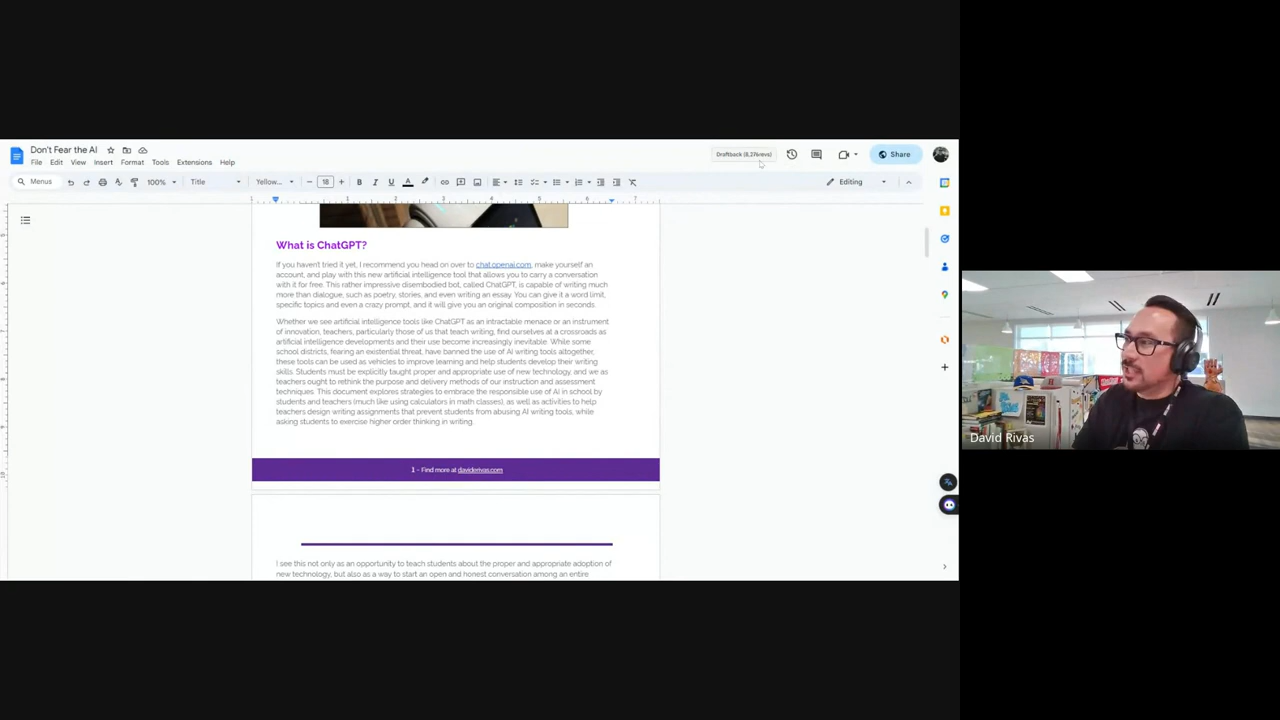 Don't Fear the AI
File Edit View Insert Format Tools Extensions Help
Draftback (8,276revs)
Share
Menus
100%
Title
Yellow...
18
Editing
What is ChatGPT?
If you haven't tried it yet, I recommend you head on over to chat.openai.com, make yourself an
account, and play with this new artificial intelligence tool that allows you to carry a conversation
with it for free. This rather impressive disembodied bot, called ChatGPT, is capable of writing much
more than dialogue, such as poetry, stories, and even writing an essay. You can give it a word limit,
specific topics and even a crazy prompt, and it will give you an original composition in seconds.
Whether we see artificial intelligence tools like ChatGPT as an intractable menace or an instrument
of innovation, teachers, particularly those of us that teach writing, find ourselves at a crossroads as
artificial intelligence developments and their use become increasingly inevitable. While some
school districts, fearing an existential threat, have banned the use of AI writing tools altogether,
these tools can be used as vehicles to improve learning and help students develop their writing
skills. Students must be explicitly taught proper and appropriate use of new technology, and we as
teachers ought to rethink the purpose and delivery methods of our instruction and assessment
techniques. This document explores strategies to embrace the responsible use of AI in school by
students and teachers (much like using calculators in math classes), as well as activities to help
teachers design writing assignments that prevent students from abusing AI writing tools, while
asking students to exercise higher order thinking in writing.
1 - Find more at daviderivas.com
I see this not only as an opportunity to teach students about the proper and appropriate adoption of
new technology, but also as a way to start an open and honest conversation among an entire
David Rivas